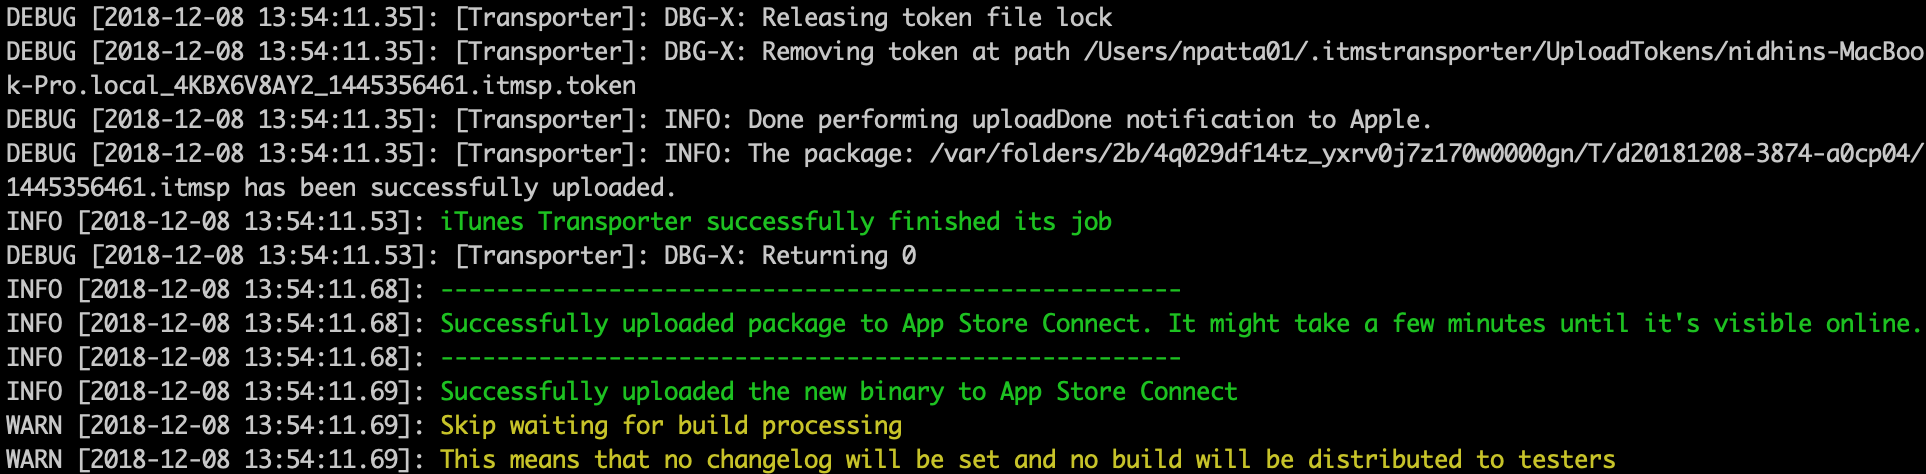 DEBUG [2018-12-08 13:54:11.35]: [Transporter]: DBG-X: Releasing token file lock
DEBUG [2018-12-08 13:54:11.35]: [Transporter]: DBG-X: Removing token at path /Users/npatta01/.itmstransporter/UploadTokens/nidhins-MacBoo
k-Pro.local_4KBX6V8AY2_1445356461.itmsp.token
DEBUG [2018-12-08 13:54:11.35]: [Transporter]: INFO: Done performing uploadDone notification to Apple.
DEBUG [2018-12-08 13:54:11.35]: [Transporter]: INFO: The package: /var/folders/2b/4q029df14tz_yxrv0j7z170w0000gn/T/d20181208-3874-a0cp04/
1445356461.itmsp has been successfully uploaded.
INFO [2018-12-08 13:54:11.53]: iTunes Transporter successfully finished its job
DEBUG [2018-12-08 13:54:11.53]: [Transporter]: DBG-X: Returning 0
INFO [2018-12-08 13:54:11.68]: -----------------------------------------------------
INFO [2018-12-08 13:54:11.68]: Successfully uploaded package to App Store Connect. It might take a few minutes until it's visible online.
INFO [2018-12-08 13:54:11.68]: -----------------------------------------------------
INFO [2018-12-08 13:54:11.69]: Successfully uploaded the new binary to App Store Connect
WARN [2018-12-08 13:54:11.69]: Skip waiting for build processing
WARN [2018-12-08 13:54:11.69]: This means that no changelog will be set and no build will be distributed to testers